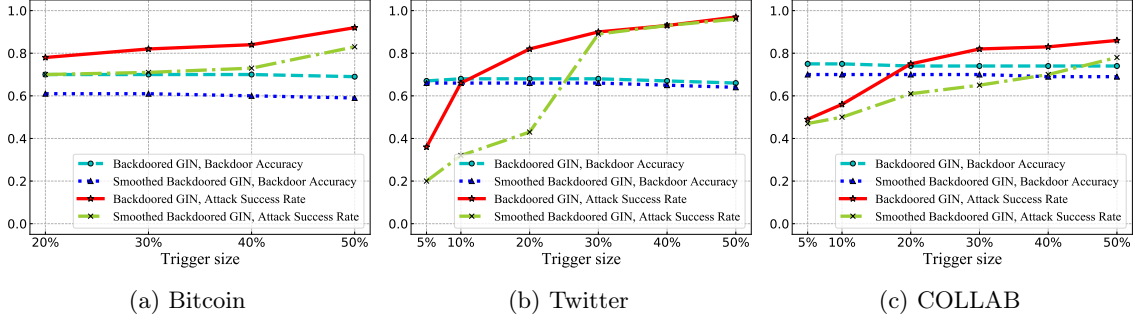 1.0
0.8
0.6
0.4
0.2
0.0
Backdoored GIN, Backdoor Accuracy
Smoothed Backdoored GIN, Backdoor Accuracy
Backdoored GIN, Attack Success Rate
Smoothed Backdoored GIN, Attack Success Rate
20% 30% 40% 50%
Trigger size
(a) Bitcoin
1.0
0.8
0.6
0.4
0.2
0.0
Backdoored GIN, Backdoor Accuracy
Smoothed Backdoored GIN, Backdoor Accuracy
Backdoored GIN, Attack Success Rate
Smoothed Backdoored GIN, Attack Success Rate
5% 10% 20% 30% 40% 50%
Trigger size
(b) Twitter
1.0
0.8
0.6
0.4
0.2
0.0
Backdoored GIN, Backdoor Accuracy
Smoothed Backdoored GIN, Backdoor Accuracy
Backdoored GIN, Attack Success Rate
Smoothed Backdoored GIN, Attack Success Rate
5% 10% 20% 30% 40% 50%
Trigger size
(c) COLLAB